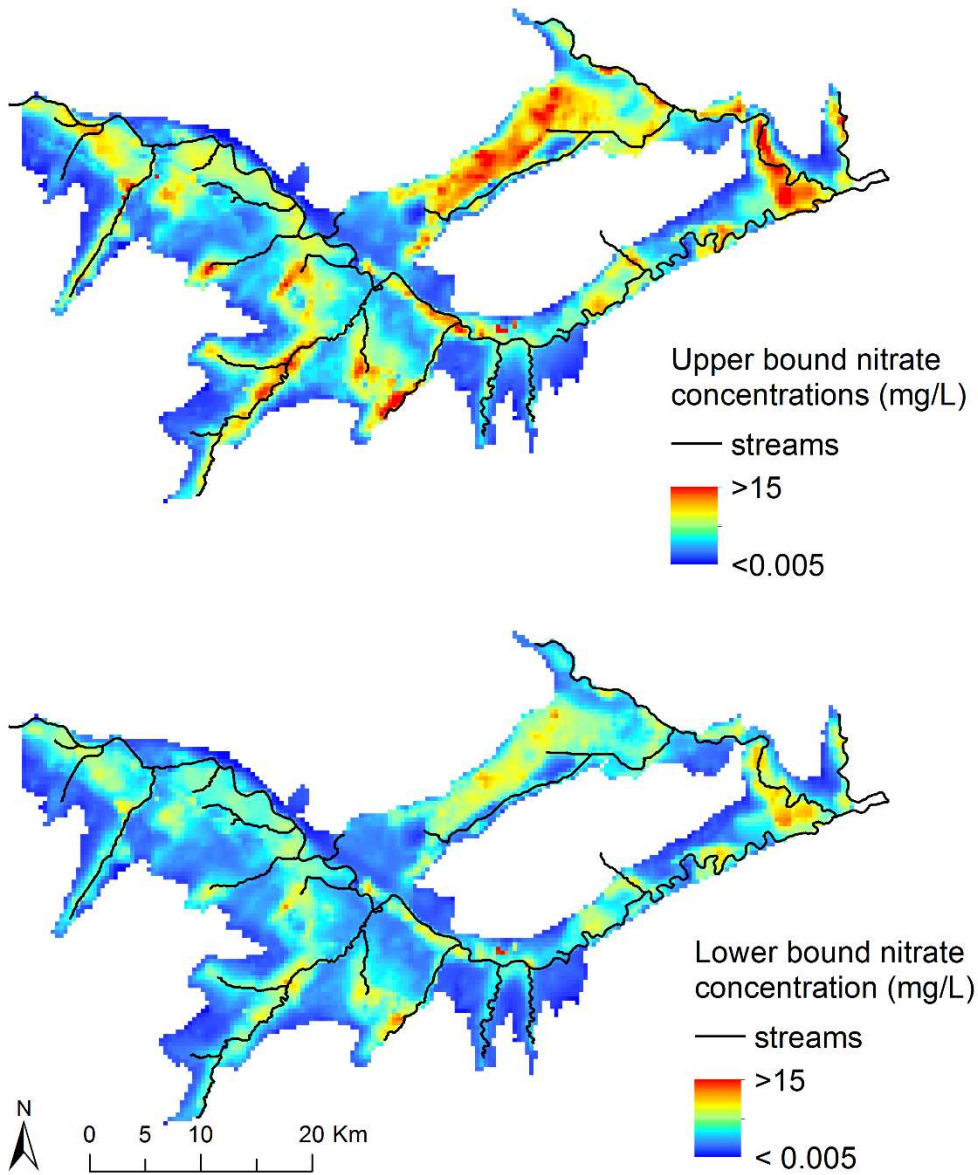 Upper bound nitrate
concentrations (mg/L)
streams
>15
<0.005
Lower bound nitrate
concentration (mg/L)
streams
>15
< 0.005
N
0 5 10 20 Km